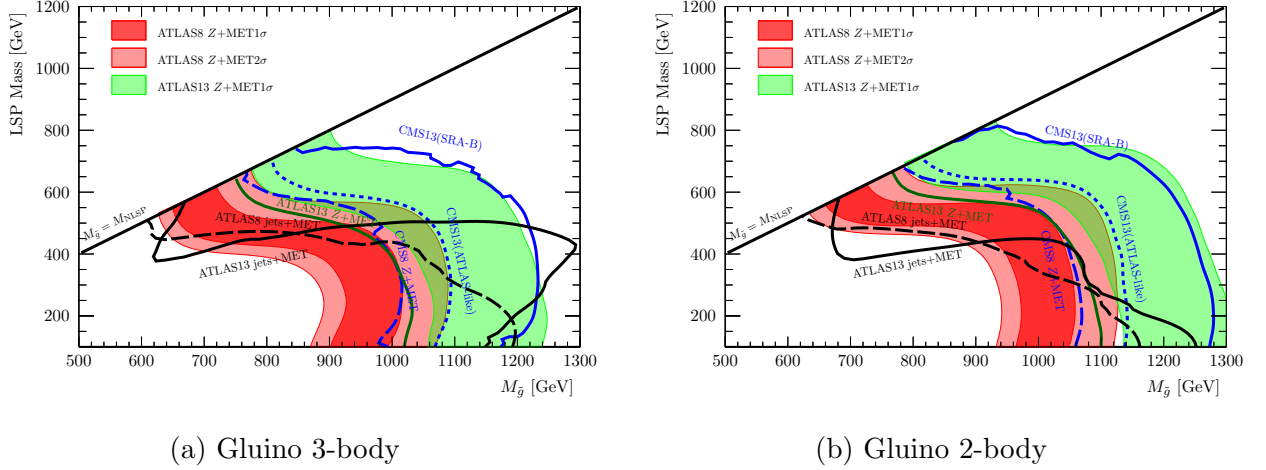 1200
1000
800
600
400
200
LSP Mass [GeV]
ATLAS8 Z+MET1σ
ATLAS8 Z+MET2σ
ATLAS13 Z+MET1σ
CMS13(SRA-B)
M_g̃ = M_NLSP
ATLAS13 Z+MET
ATLAS8 jets+MET
ATLAS13 jets+MET
CMS8 Z+MET
CMS13(ATLAS-like)
500 600 700 800 900 1000 1100 1200 1300
M_g̃ [GeV]
(a) Gluino 3-body
1200
1000
800
600
400
200
LSP Mass [GeV]
ATLAS8 Z+MET1σ
ATLAS8 Z+MET2σ
ATLAS13 Z+MET1σ
CMS13(SRA-B)
M_g̃ = M_NLSP
ATLAS13 Z+MET
ATLAS8 jets+MET
ATLAS13 jets+MET
CMS8 Z+MET
CMS13(ATLAS-like)
500 600 700 800 900 1000 1100 1200 1300
M_g̃ [GeV]
(b) Gluino 2-body